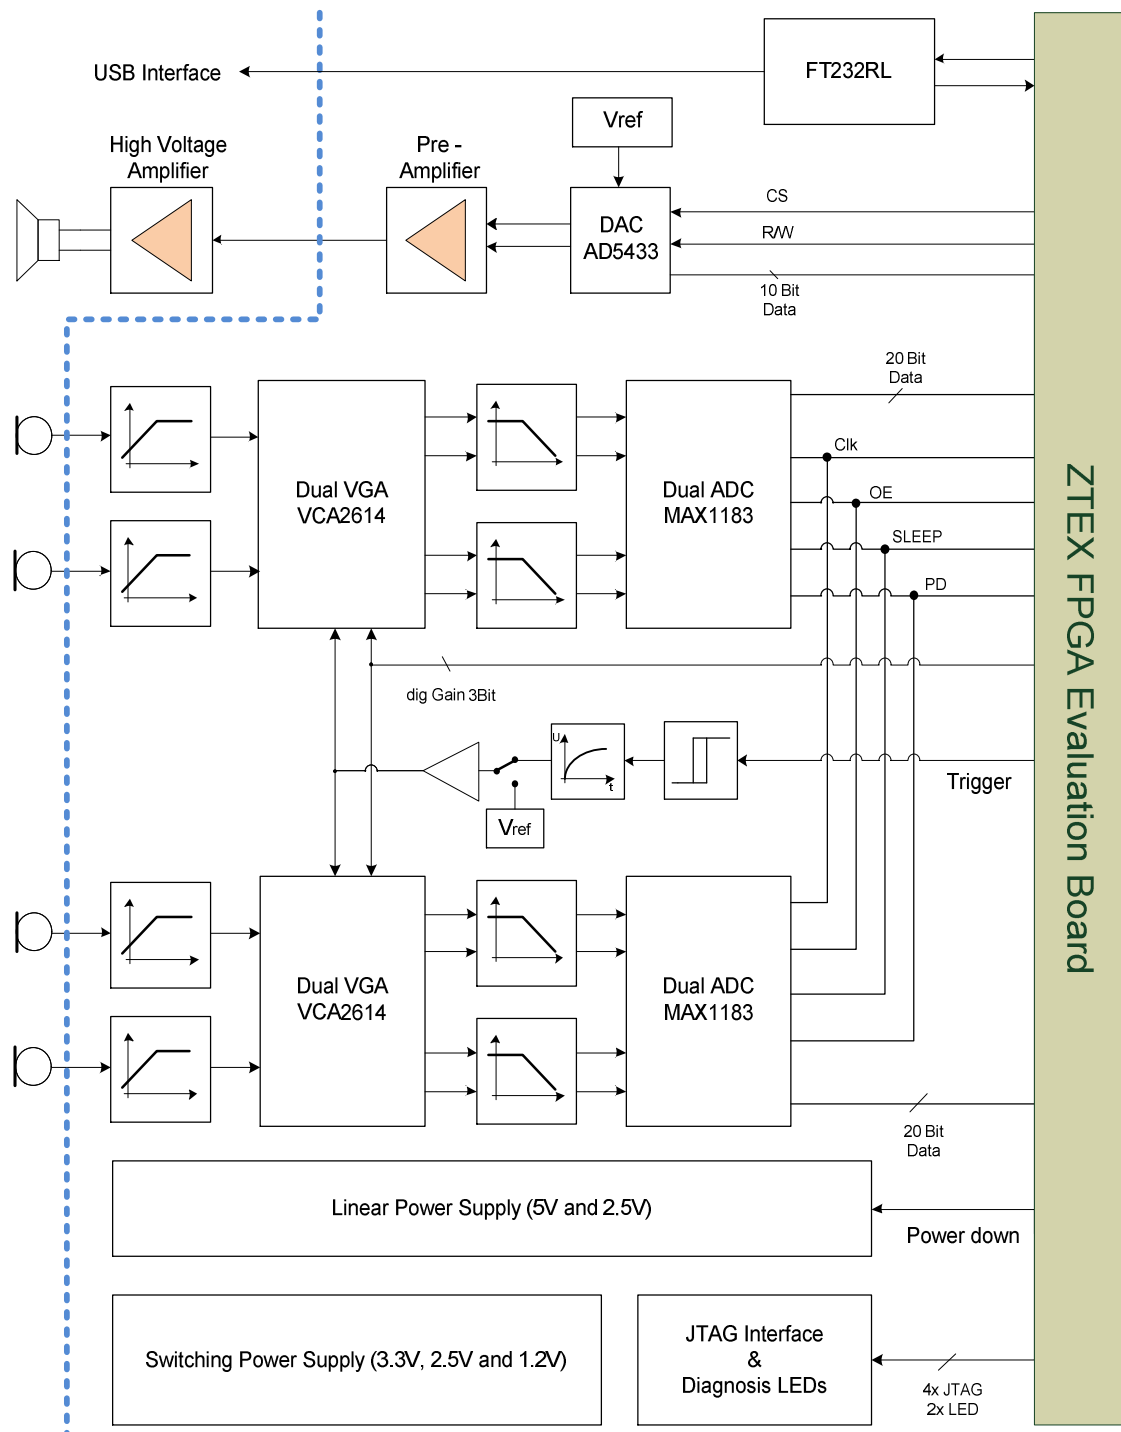 USB Interface
FT232RL
Vref
High Voltage
Amplifier
Pre -
Amplifier
DAC
AD5433
CS
R/W
10 Bit
Data
20 Bit
Data
Dual VGA
VCA2614
Dual ADC
MAX1183
Clk
OE
SLEEP
PD
dig Gain 3Bit
U
t
Vref
Trigger
Dual VGA
VCA2614
Dual ADC
MAX1183
20 Bit
Data
Linear Power Supply (5V and 2.5V)
Power down
Switching Power Supply (3.3V, 2.5V and 1.2V)
JTAG Interface
&
Diagnosis LEDs
4x JTAG
2x LED
ZTEX FPGA Evaluation Board